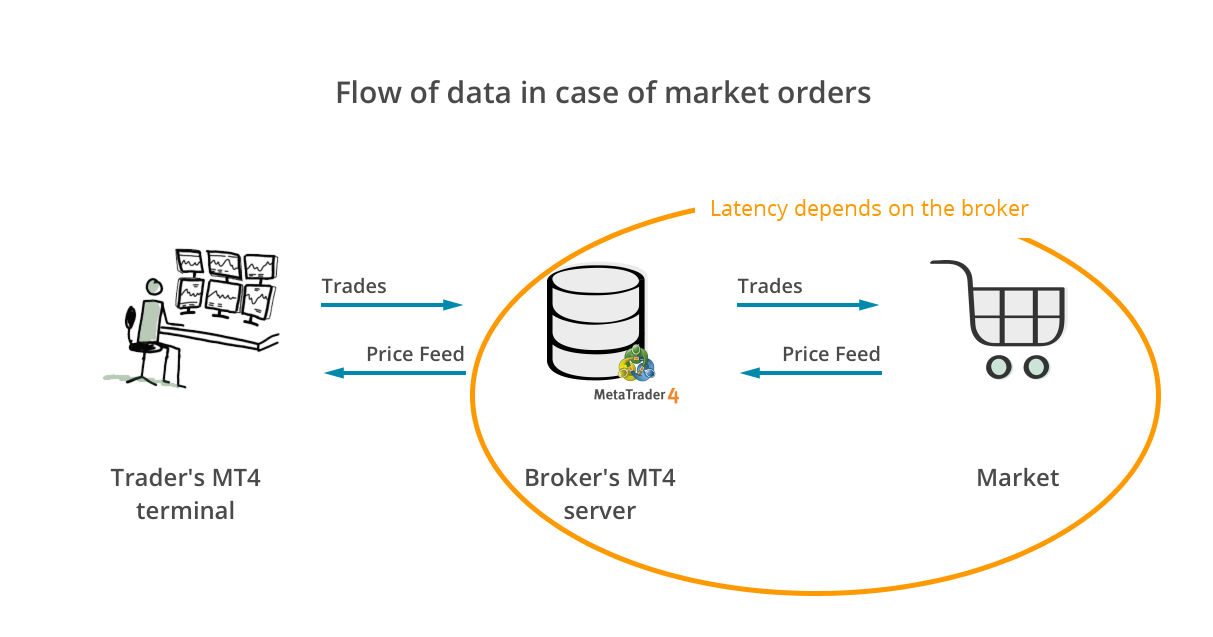 Flow of data in case of market orders
Latency depends on the broker
Trades
Trades
Price Feed
Price Feed
MetaTrader 4
Trader's MT4
terminal
Broker's MT4
server
Market